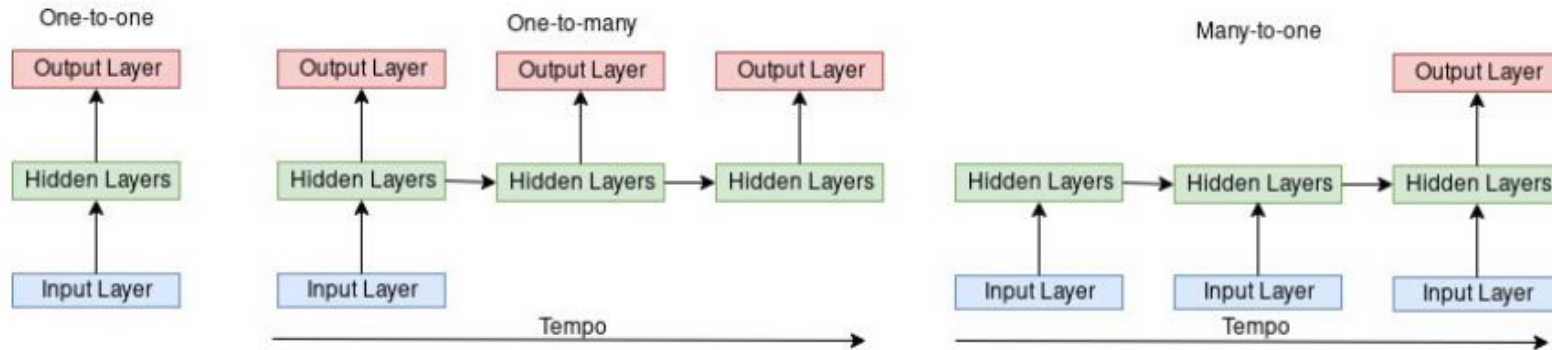 One-to-one
Output Layer
Hidden Layers
Input Layer
One-to-many
Output Layer
Output Layer
Output Layer
Hidden Layers
Hidden Layers
Hidden Layers
Input Layer
Tempo
Many-to-one
Output Layer
Hidden Layers
Hidden Layers
Hidden Layers
Input Layer
Input Layer
Input Layer
Tempo